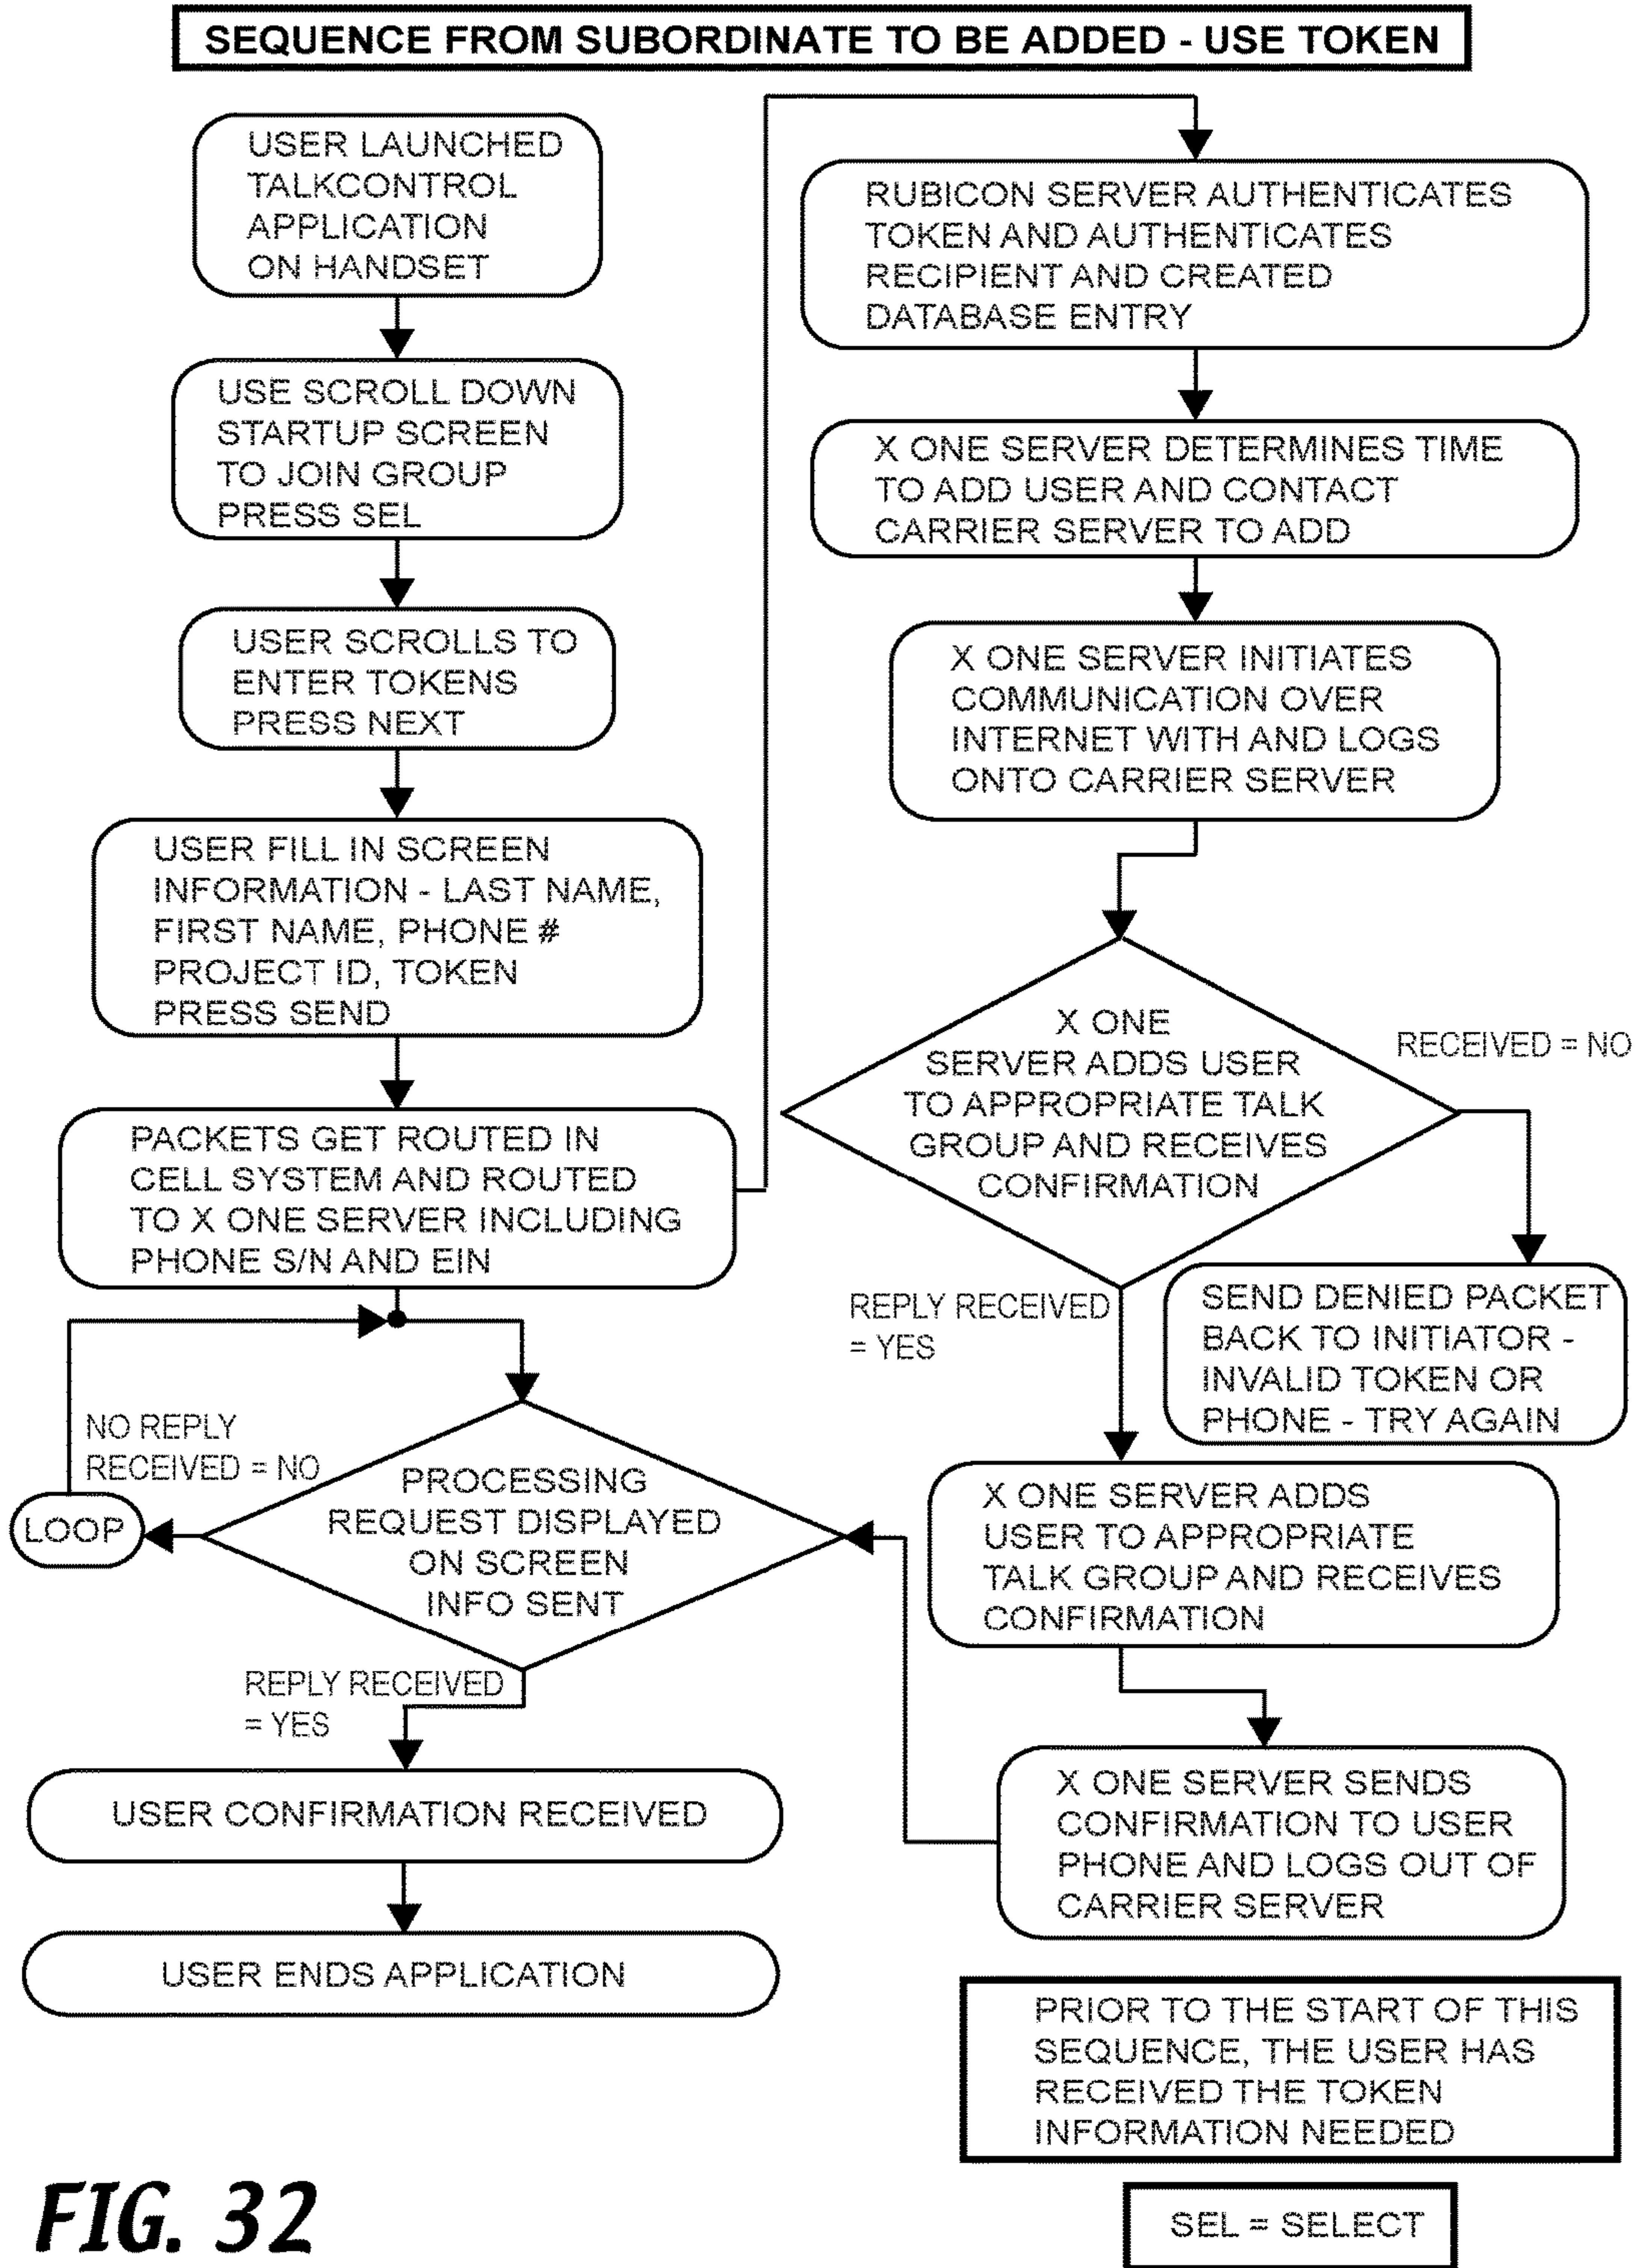 SEQUENCE FROM SUBORDINATE TO BE ADDED - USE TOKEN
USER LAUNCHED
TALKCONTROL
APPLICATION
ON HANDSET
USE SCROLL DOWN
STARTUP SCREEN
TO JOIN GROUP
PRESS SEL
USER SCROLLS TO
ENTER TOKENS
PRESS NEXT
USER FILL IN SCREEN
INFORMATION - LAST NAME,
FIRST NAME, PHONE #
PROJECT ID, TOKEN
PRESS SEND
PACKETS GET ROUTED IN
CELL SYSTEM AND ROUTED
TO X ONE SERVER INCLUDING
PHONE S/N AND EIN
NO REPLY
RECEIVED = NO
LOOP
PROCESSING
REQUEST DISPLAYED
ON SCREEN
INFO SENT
REPLY RECEIVED
= YES
USER CONFIRMATION RECEIVED
USER ENDS APPLICATION
RUBICON SERVER AUTHENTICATES
TOKEN AND AUTHENTICATES
RECIPIENT AND CREATED
DATABASE ENTRY
X ONE SERVER DETERMINES TIME
TO ADD USER AND CONTACT
CARRIER SERVER TO ADD
X ONE SERVER INITIATES
COMMUNICATION OVER
INTERNET WITH AND LOGS
ONTO CARRIER SERVER
X ONE
SERVER ADDS USER
TO APPROPRIATE TALK
GROUP AND RECEIVES
CONFIRMATION
RECEIVED = NO
SEND DENIED PACKET
BACK TO INITIATOR -
INVALID TOKEN OR
PHONE - TRY AGAIN
REPLY RECEIVED
= YES
X ONE SERVER ADDS
USER TO APPROPRIATE
TALK GROUP AND RECEIVES
CONFIRMATION
X ONE SERVER SENDS
CONFIRMATION TO USER
PHONE AND LOGS OUT OF
CARRIER SERVER
PRIOR TO THE START OF THIS
SEQUENCE, THE USER HAS
RECEIVED THE TOKEN
INFORMATION NEEDED
SEL = SELECT
FIG. 32